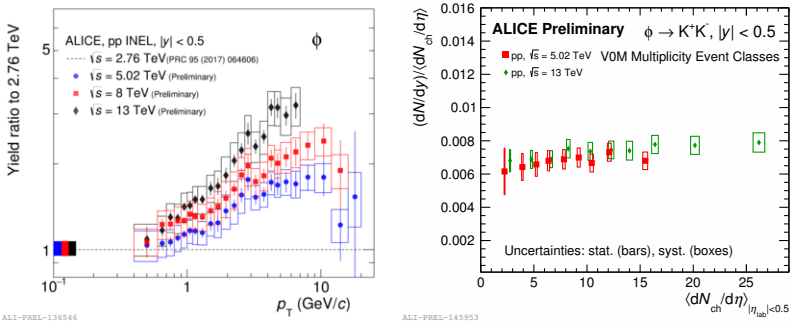 Yield ratio to 2.76 TeV
5
1
ALICE, pp INEL, |y| < 0.5
ϕ
√s = 2.76 TeV (PRC 95 (2017) 064606)
√s = 5.02 TeV (Preliminary)
√s = 8 TeV (Preliminary)
√s = 13 TeV (Preliminary)
10⁻¹ 1 10
p_T (GeV/c)
ALI-PREL-136546
(dN/dy)/⟨dN_ch/dη⟩
0.016
0.014
0.012
0.01
0.008
0.006
0.004
0.002
ALICE Preliminary
ϕ → K⁺K⁻, |y| < 0.5
pp, √s = 5.02 TeV
V0M Multiplicity Event Classes
pp, √s = 13 TeV
Uncertainties: stat. (bars), syst. (boxes)
0 5 10 15 20 25
⟨dN_ch/dη⟩_|η_lab|<0.5
ALI-PREL-145953